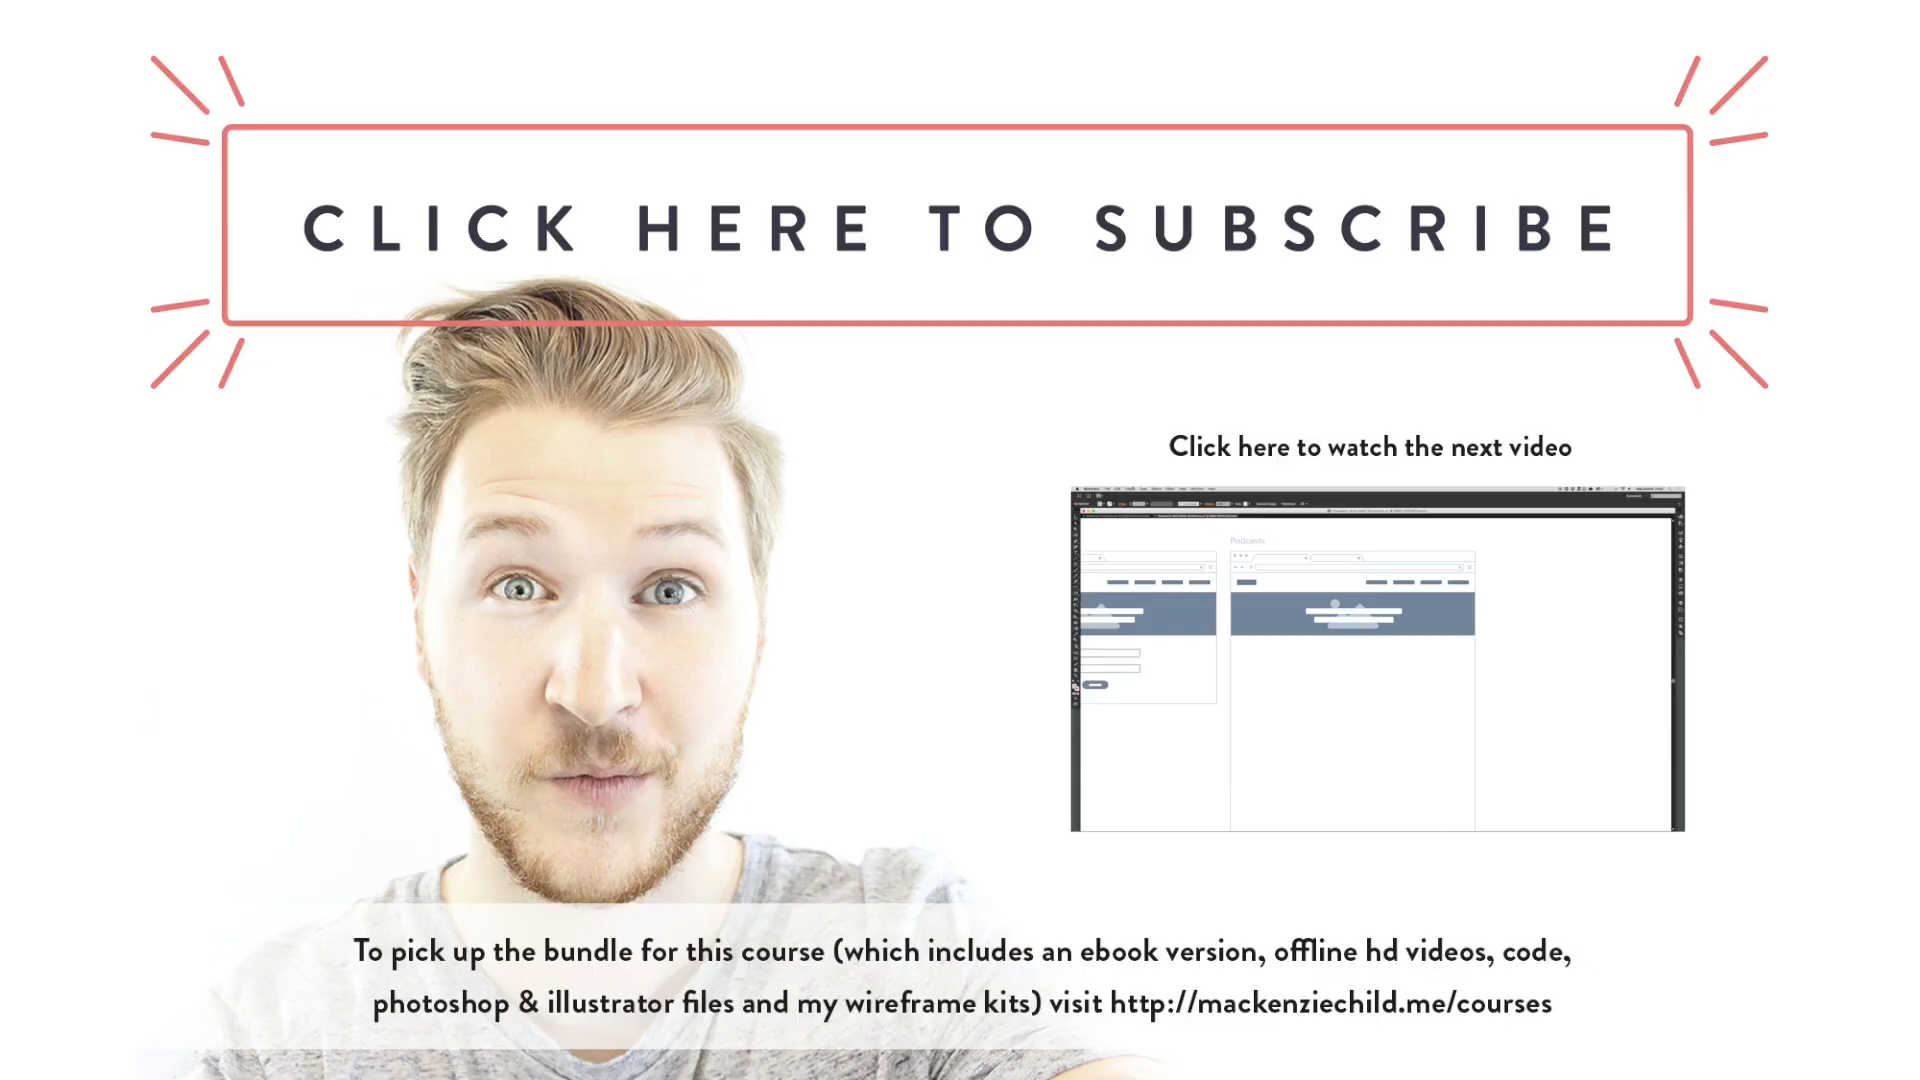 CLICK HERE TO SUBSCRIBE
Click here to watch the next video
Podcasts
To pick up the bundle for this course (which includes an ebook version, offline hd videos, code,
photoshop & illustrator files and my wireframe kits) visit http://mackenziechild.me/courses